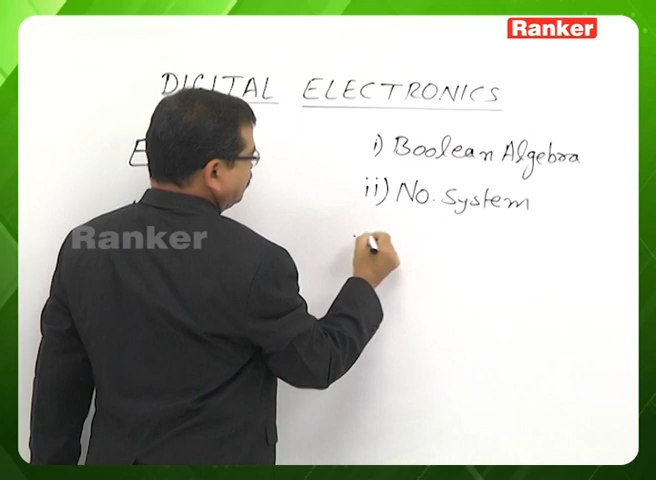 Ranker
DIGITAL ELECTRONICS
i) Boolean Algebra
ii) No. System
Ranker